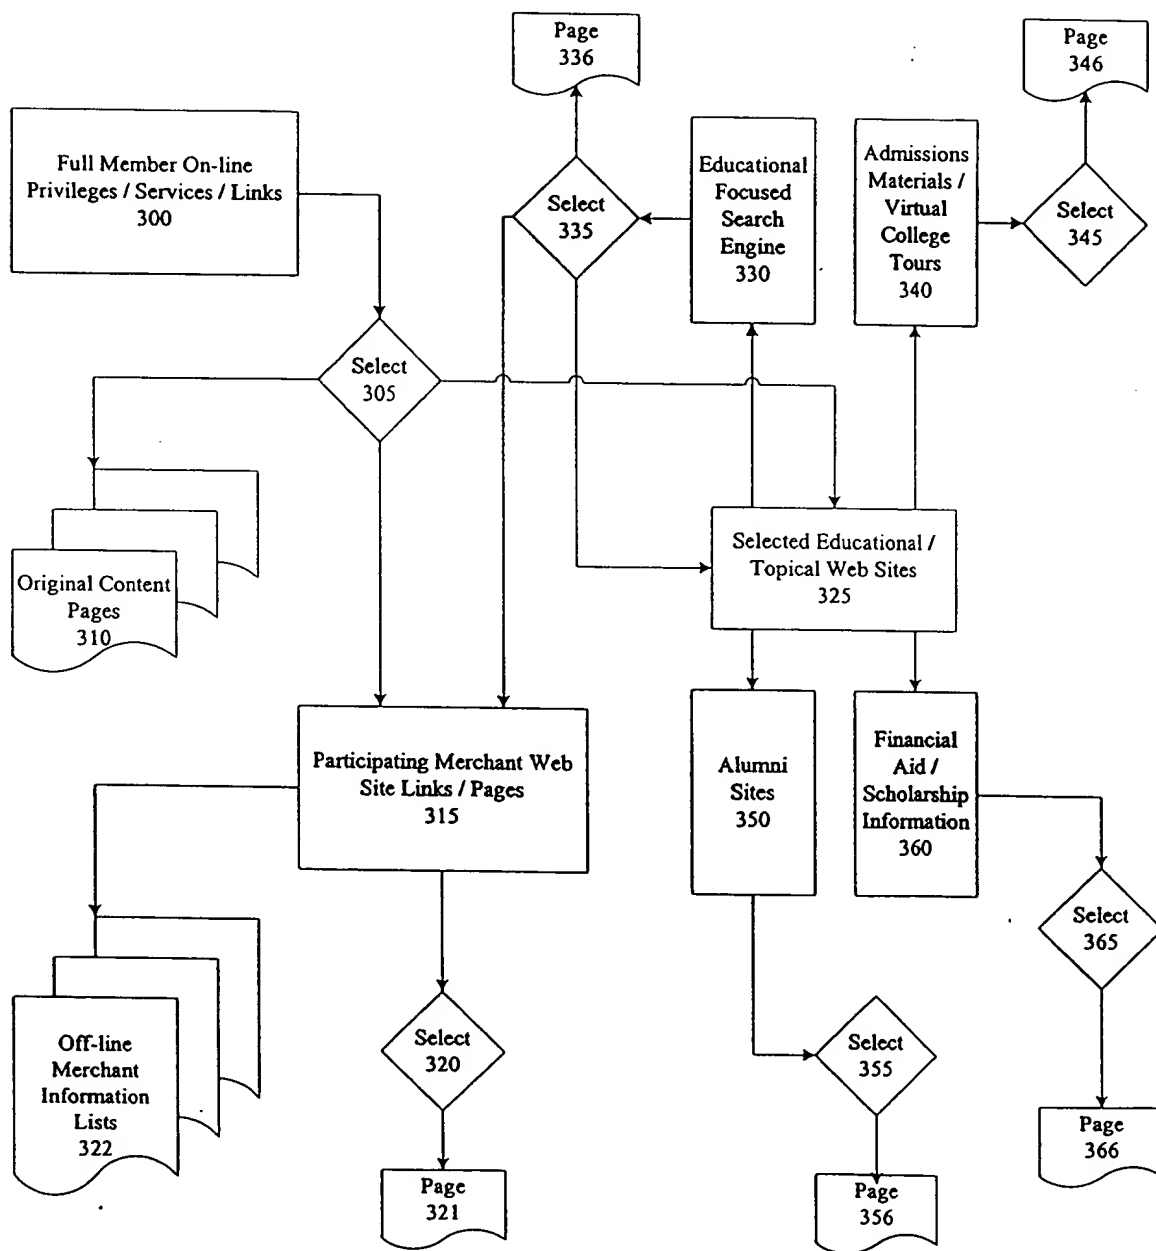 Page
336
Page
346
Full Member On-line
Privileges / Services / Links
300
Select
335
Educational
Focused
Search
Engine
330
Admissions
Materials /
Virtual
College
Tours
340
Select
345
Select
305
Original Content
Pages
310
Selected Educational /
Topical Web Sites
325
Participating Merchant Web
Site Links / Pages
315
Alumni
Sites
350
Financial
Aid /
Scholarship
Information
360
Select
365
Off-line
Merchant
Information
Lists
322
Select
320
Select
355
Page
321
Page
356
Page
366